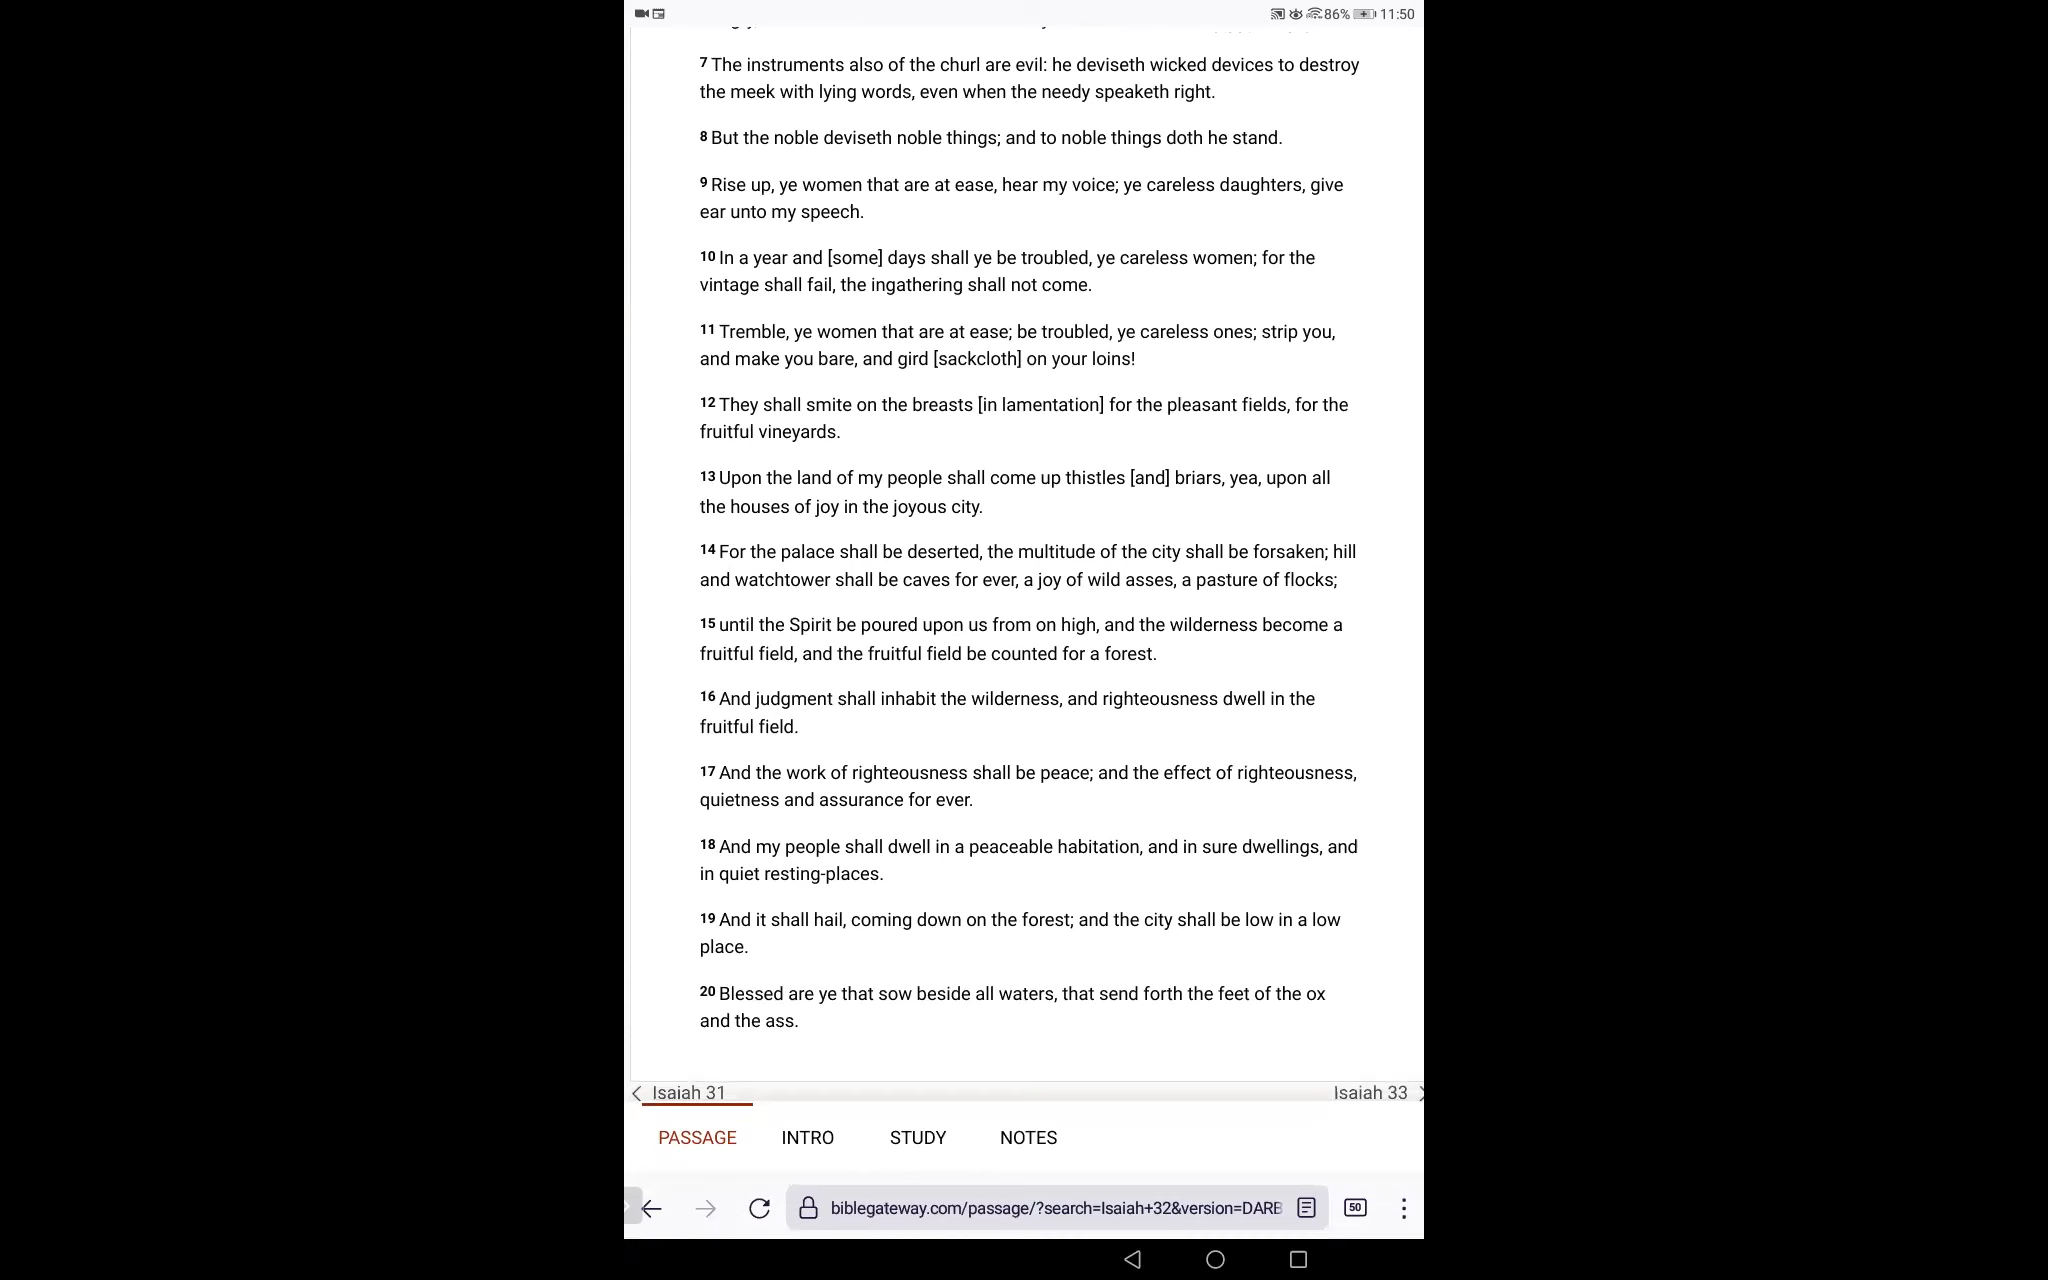 86% 11:50
7 The instruments also of the churl are evil: he deviseth wicked devices to destroy
the meek with lying words, even when the needy speaketh right.
8 But the noble deviseth noble things; and to noble things doth he stand.
9 Rise up, ye women that are at ease, hear my voice; ye careless daughters, give
ear unto my speech.
10 In a year and [some] days shall ye be troubled, ye careless women; for the
vintage shall fail, the ingathering shall not come.
11 Tremble, ye women that are at ease; be troubled, ye careless ones; strip you,
and make you bare, and gird [sackcloth] on your loins!
12 They shall smite on the breasts [in lamentation] for the pleasant fields, for the
fruitful vineyards.
13 Upon the land of my people shall come up thistles [and] briars, yea, upon all
the houses of joy in the joyous city.
14 For the palace shall be deserted, the multitude of the city shall be forsaken; hill
and watchtower shall be caves for ever, a joy of wild asses, a pasture of flocks;
15 until the Spirit be poured upon us from on high, and the wilderness become a
fruitful field, and the fruitful field be counted for a forest.
16 And judgment shall inhabit the wilderness, and righteousness dwell in the
fruitful field.
17 And the work of righteousness shall be peace; and the effect of righteousness,
quietness and assurance for ever.
18 And my people shall dwell in a peaceable habitation, and in sure dwellings, and
in quiet resting-places.
19 And it shall hail, coming down on the forest; and the city shall be low in a low
place.
20 Blessed are ye that sow beside all waters, that send forth the feet of the ox
and the ass.
Isaiah 31 Isaiah 33
PASSAGE INTRO STUDY NOTES
biblegateway.com/passage/?search=Isaiah+32&version=DARB 50